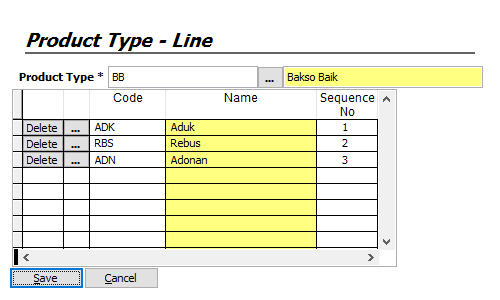 Product Type - Line
Product Type * BB ... Bakso Baik
Code Name Sequence No
Delete ... ADK Aduk 1
Delete ... RBS Rebus 2
Delete ... ADN Adonan 3
Save Cancel